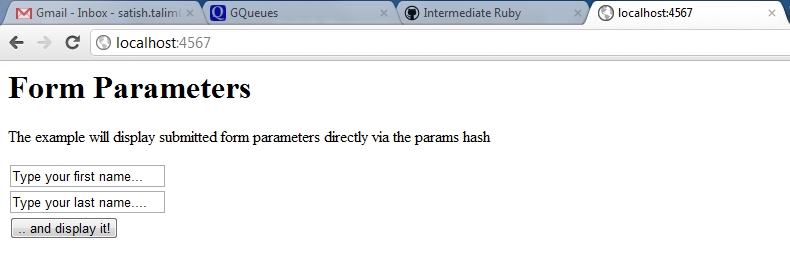 Gmail - Inbox - satish.talim
GQueues
Intermediate Ruby
localhost:4567
localhost:4567
Form Parameters
The example will display submitted form parameters directly via the params hash
Type your first name...
Type your last name....
.. and display it!